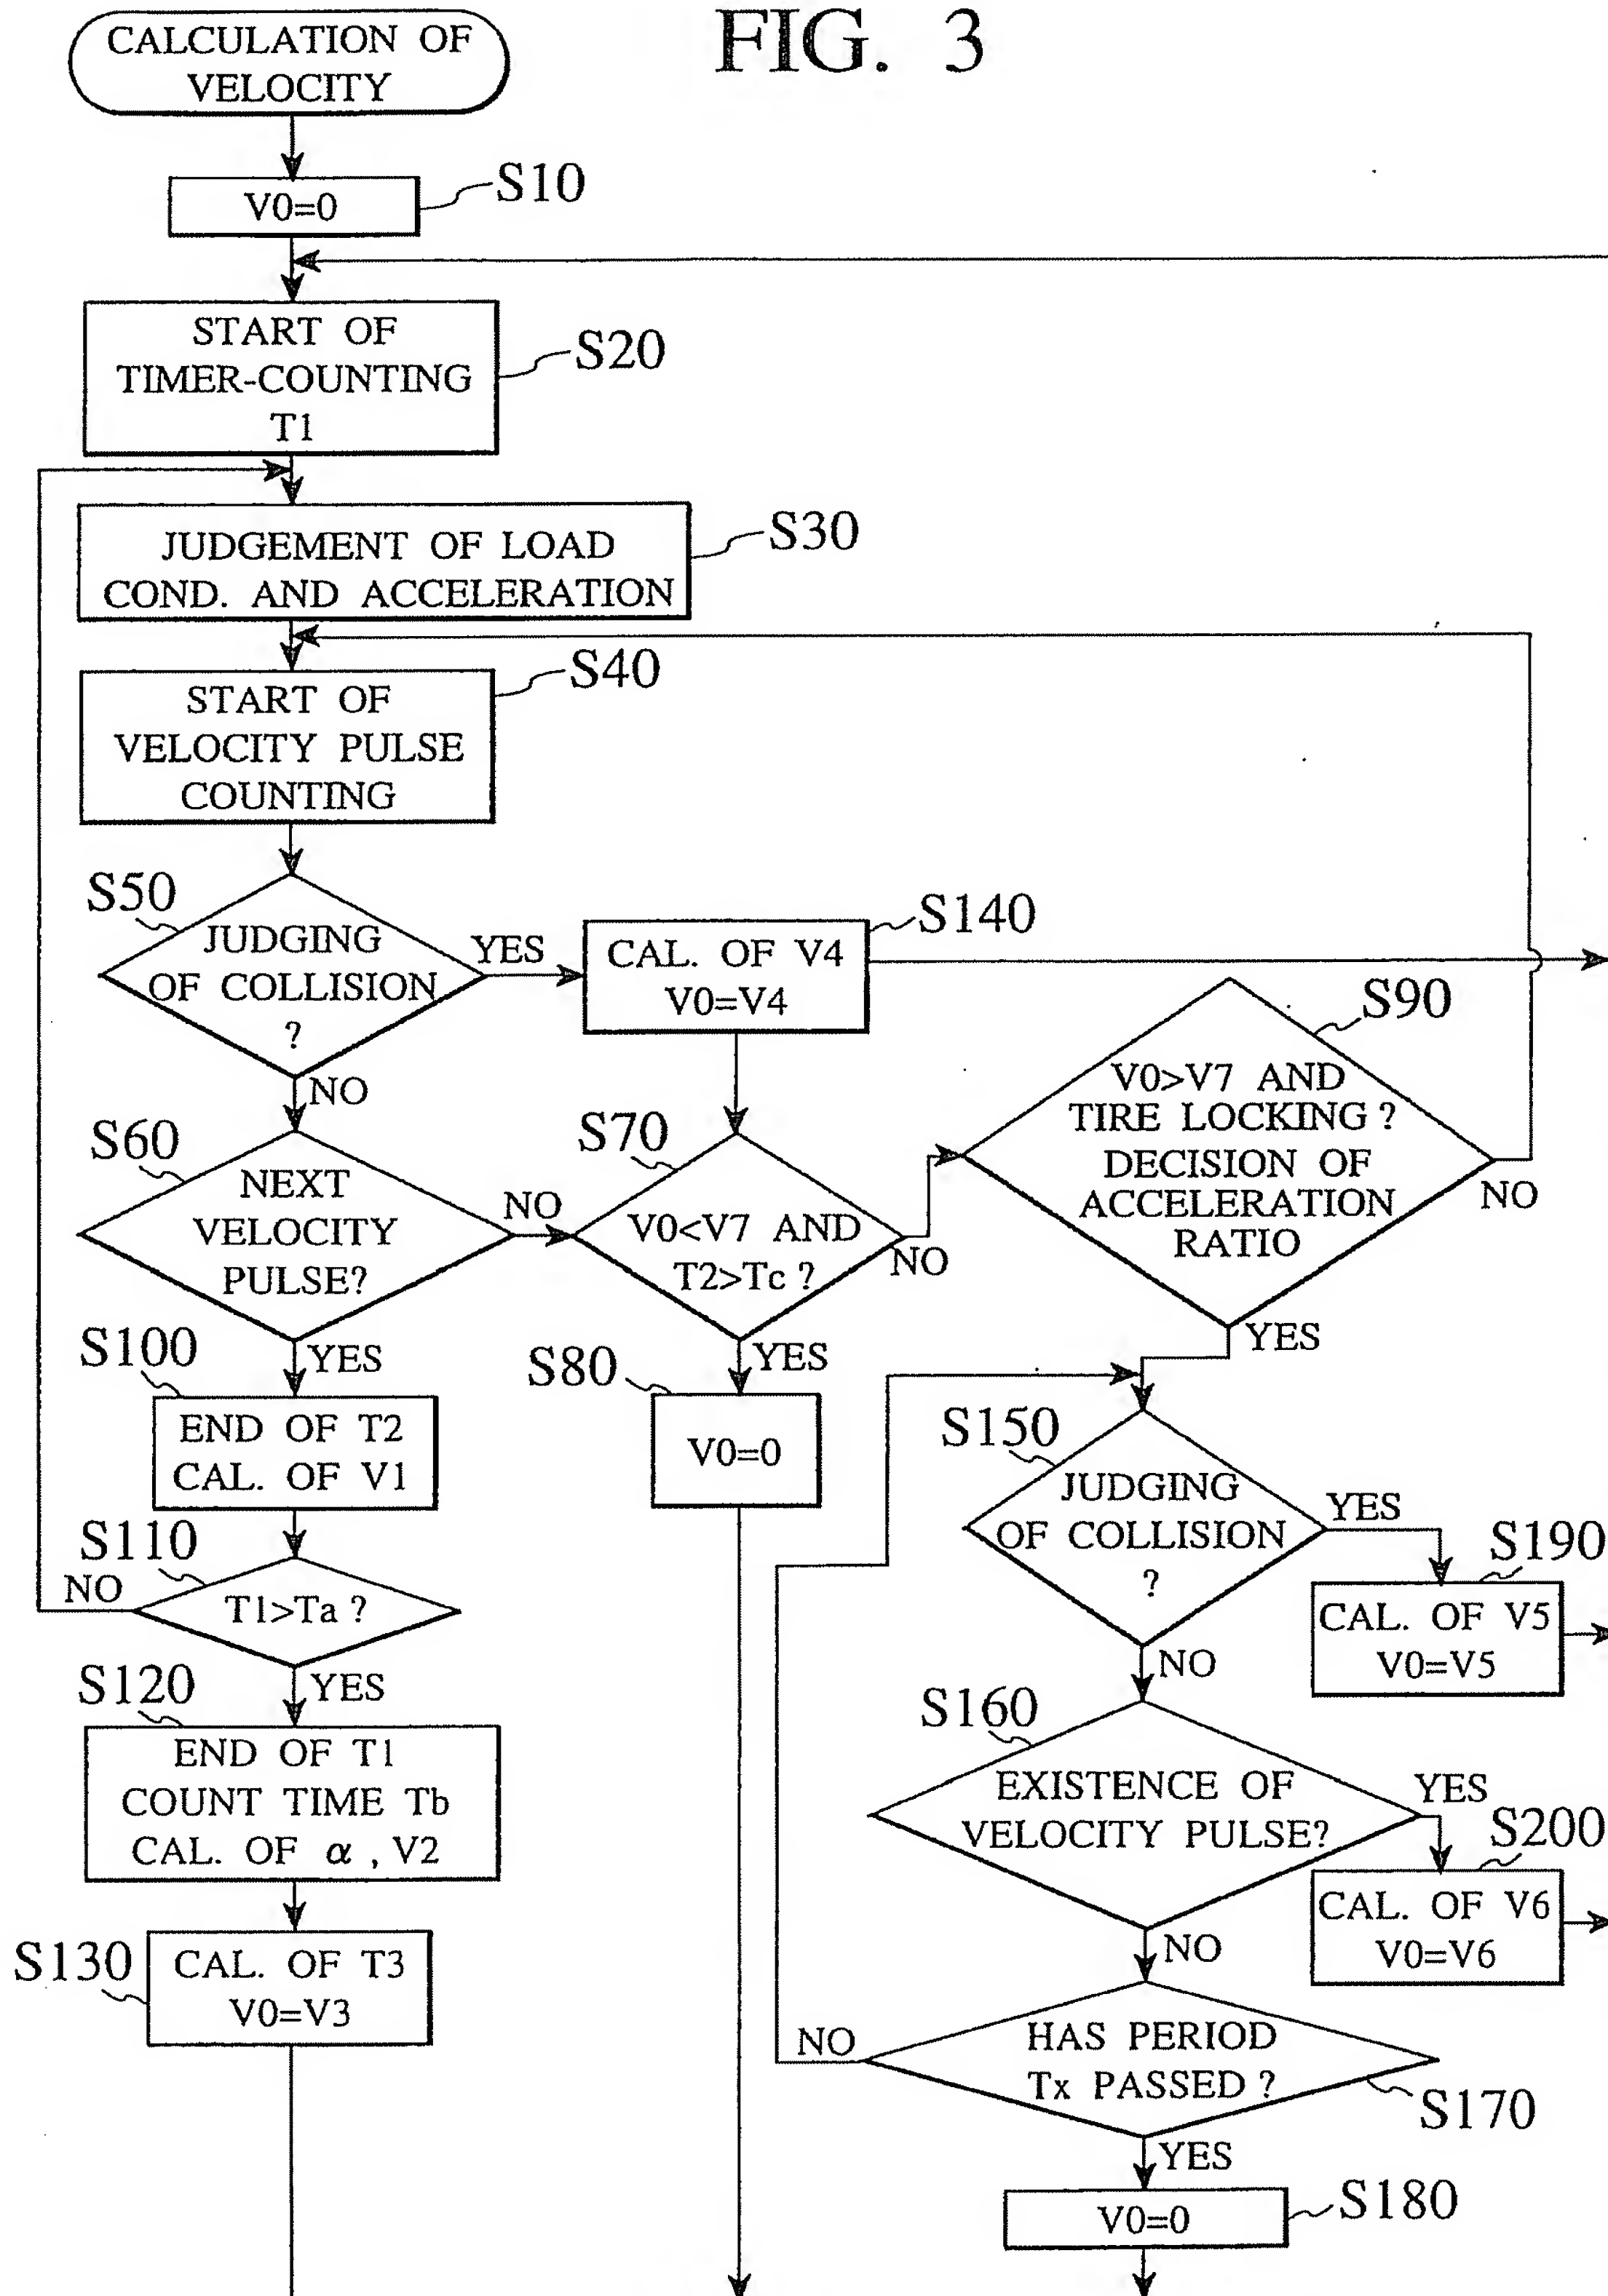 FIG. 3
CALCULATION OF
VELOCITY
V0=0
S10
START OF
TIMER-COUNTING
T1
S20
JUDGEMENT OF LOAD
COND. AND ACCELERATION
S30
START OF
VELOCITY PULSE
COUNTING
S40
S50
JUDGING
OF COLLISION
?
YES
NO
CAL. OF V4
V0=V4
S140
S60
NEXT
VELOCITY
PULSE?
NO
YES
S70
V0<V7 AND
T2>Tc ?
NO
YES
S90
V0>V7 AND
TIRE LOCKING ?
DECISION OF
ACCELERATION
RATIO
NO
YES
S80
V0=0
S100
END OF T2
CAL. OF V1
S110
T1>Ta ?
NO
YES
S120
END OF T1
COUNT TIME Tb
CAL. OF α , V2
S130
CAL. OF T3
V0=V3
S150
JUDGING
OF COLLISION
?
YES
NO
S190
CAL. OF V5
V0=V5
S160
EXISTENCE OF
VELOCITY PULSE?
YES
NO
S200
CAL. OF V6
V0=V6
HAS PERIOD
Tx PASSED ?
NO
S170
YES
V0=0
S180